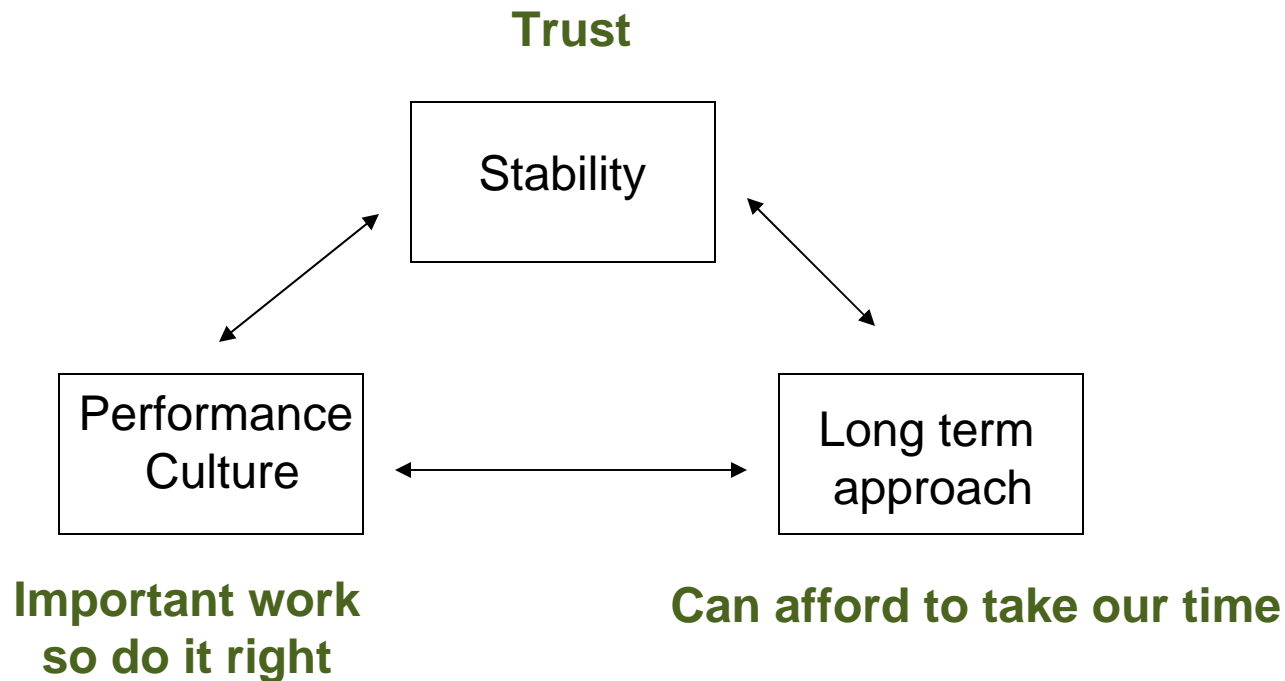 Trust
Stability
Performance
Culture
Long term
approach
Important work
so do it right
Can afford to take our time